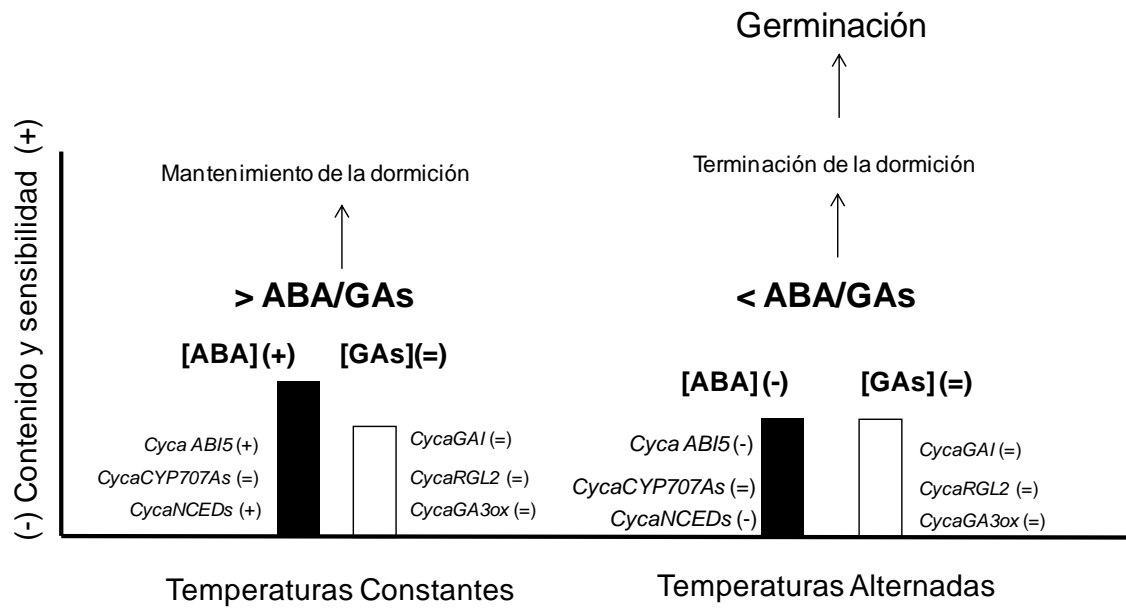 Germinación
(-) Contenido y sensibilidad (+)
Mantenimiento de la dormición
> ABA/GAs
[ABA] (+) [GAs](=)
Cyca ABI5 (+)
CycaCYP707As (=)
CycaNCEDs (+)
CycaGAI (=)
CycaRGL2 (=)
CycaGA3ox (=)
Temperaturas Constantes
Terminación de la dormición
< ABA/GAs
[ABA] (-) [GAs] (=)
Cyca ABI5 (-)
CycaCYP707As (=)
CycaNCEDs (-)
CycaGAI (=)
CycaRGL2 (=)
CycaGA3ox (=)
Temperaturas Alternadas